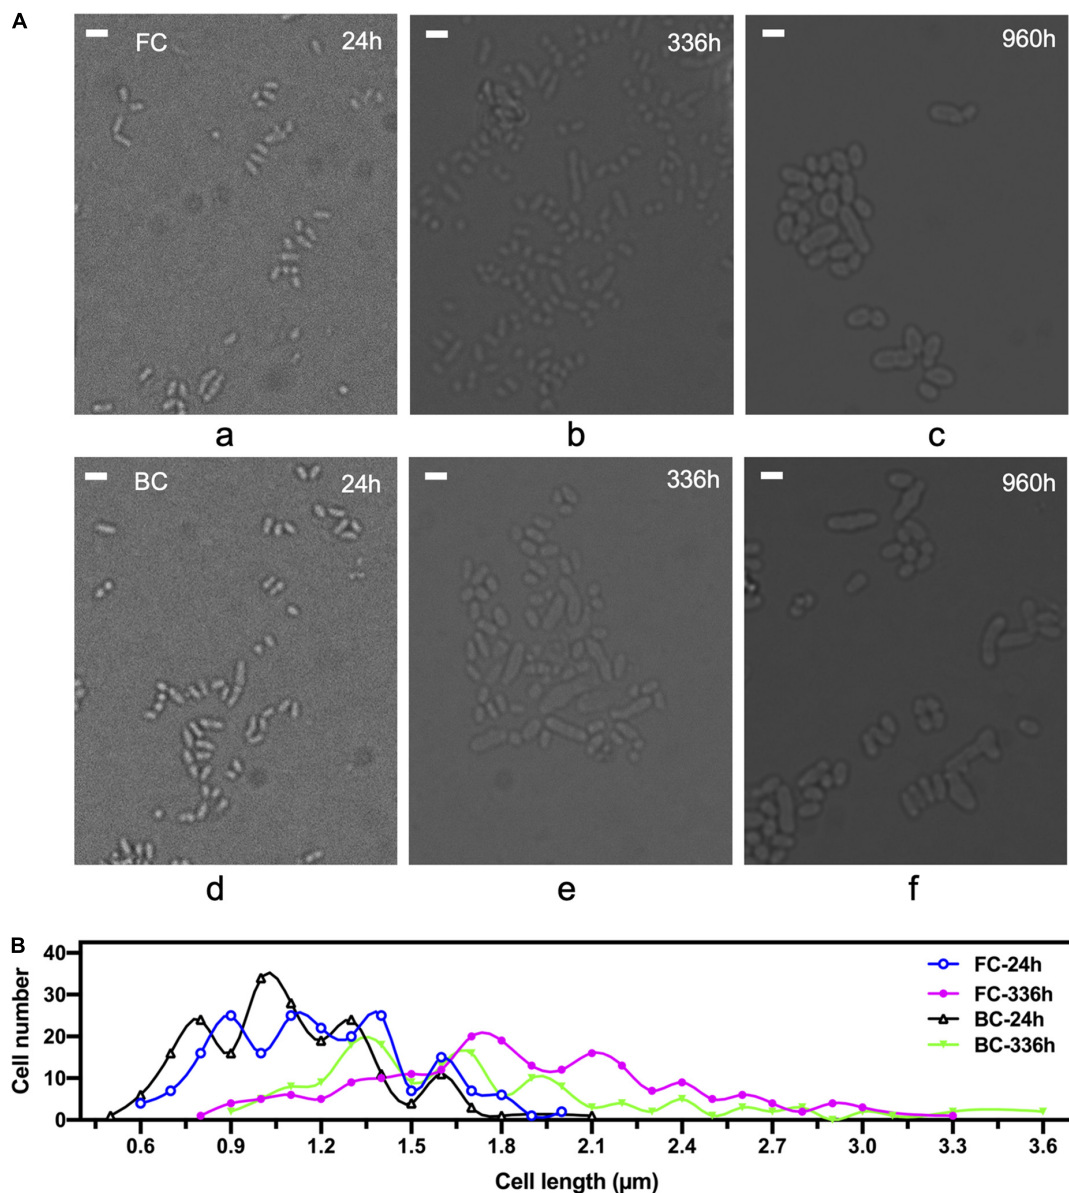 A
FC 24h
336h
960h
a b c
BC 24h
336h
960h
d e f
B
Cell number
40
30
20
10
0
FC-24h
FC-336h
BC-24h
BC-336h
0.6 0.9 1.2 1.5 1.8 2.1 2.4 2.7 3.0 3.3 3.6
Cell length (µm)